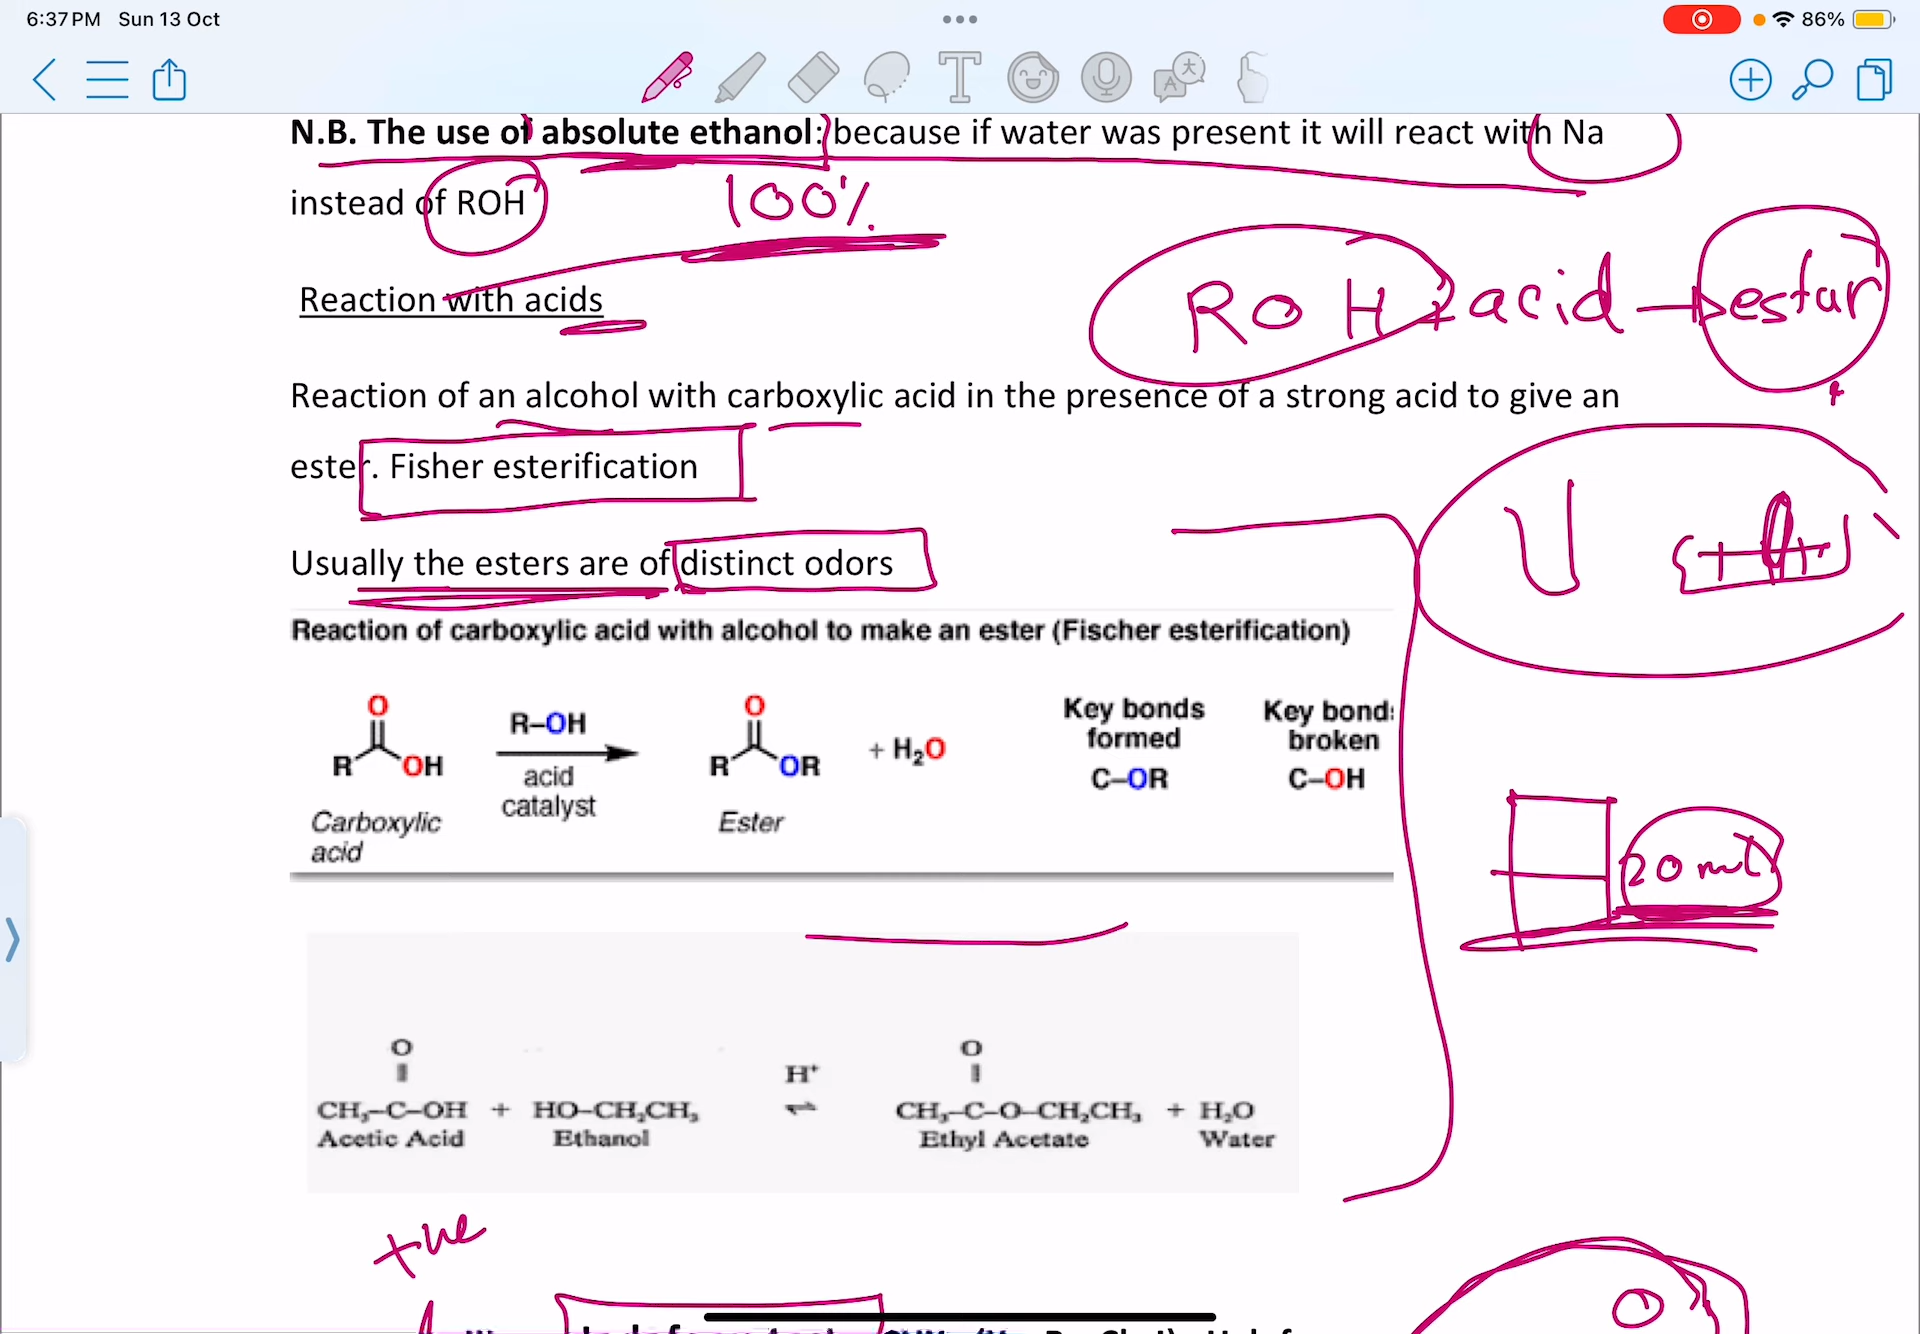 6:37 PM Sun 13 Oct
86%
N.B. The use of absolute ethanol: because if water was present it will react with Na
instead of ROH
100%
Reaction with acids
ROH + acid → estar
Reaction of an alcohol with carboxylic acid in the presence of a strong acid to give an
ester. Fisher esterification
Usually the esters are of distinct odors
Reaction of carboxylic acid with alcohol to make an ester (Fischer esterification)
O
R OH
Carboxylic
acid
R–OH
acid
catalyst
O
R OR
Ester
+ H₂O
Key bonds
formed
C–OR
Key bond
broken
C–OH
20 ml
O
CH₃–C–OH + HO–CH₂CH₃ H⁺ ⇌ CH₃–C–O–CH₂CH₃ + H₂O
O
Acetic Acid Ethanol Ethyl Acetate Water
+ve